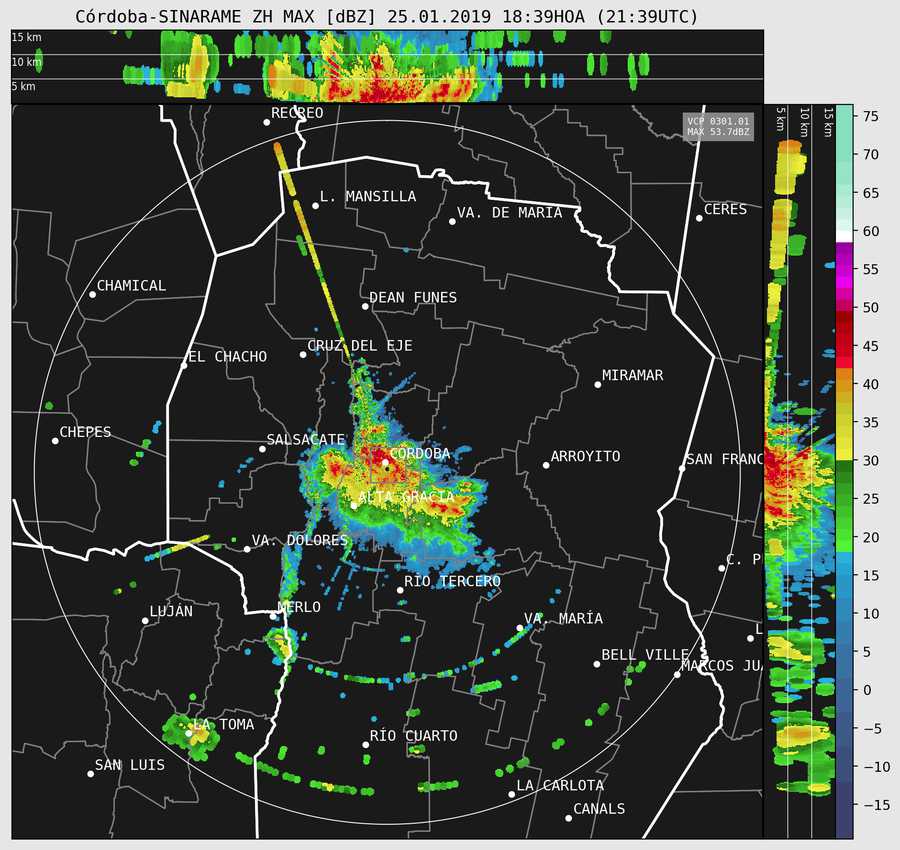 Córdoba-SINARAME ZH MAX [dBZ] 25.01.2019 18:39HOA (21:39UTC)
15 km
10 km
5 km
RECREO
VCP 0301.01
MAX 53.7dBZ
5 km
10 km
15 km
75
70
65
60
55
50
45
40
35
30
25
20
15
10
5
0
−5
−10
−15
L. MANSILLA
VA. DE MARIA
CERES
CHAMICAL
DEAN FUNES
CRUZ DEL EJE
EL CHACHO
MIRAMAR
CHEPES
SALSACATE
CÓRDOBA
ARROYITO
SAN FRANC
ALTA GRACIA
VA. DOLORES
C. P
RÍO TERCERO
LUJÁN
MERLO
VA. MARÍA
L
BELL VILLE
MARCOS JUA
LA TOMA
RÍO CUARTO
SAN LUIS
LA CARLOTA
CANALS